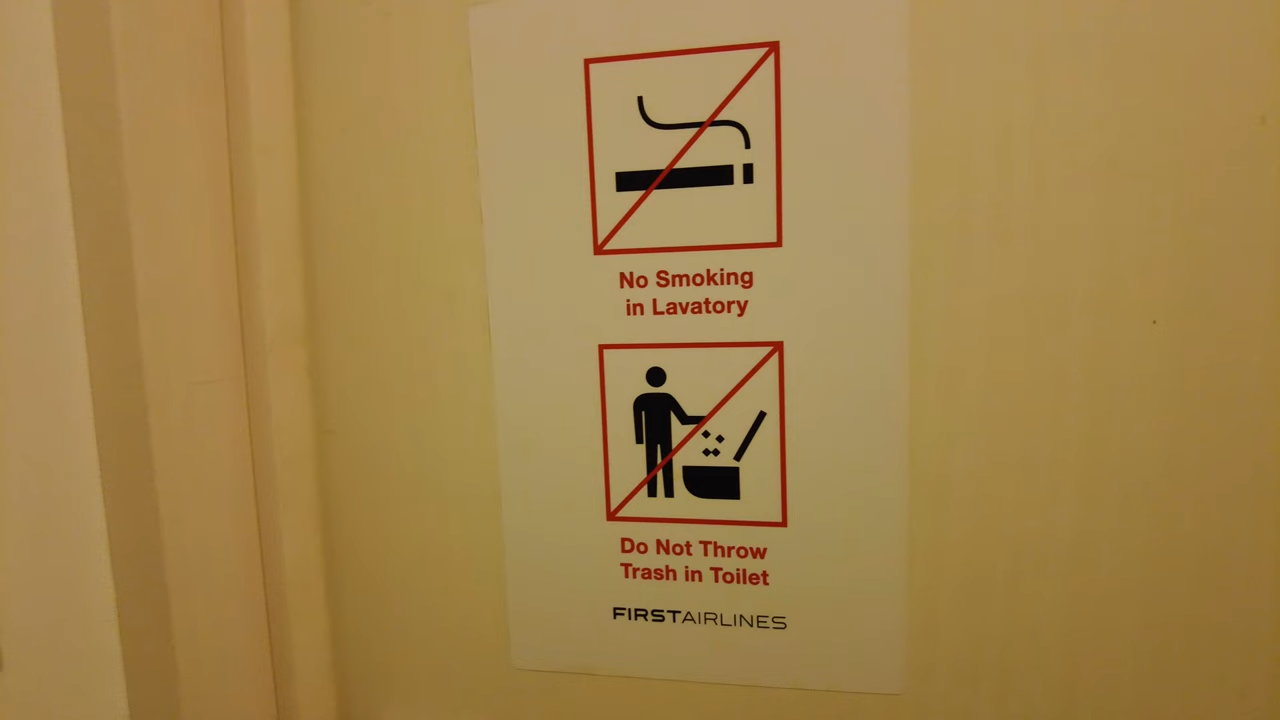 No Smoking
in Lavatory
Do Not Throw
Trash in Toilet
FIRSTAIRLINES